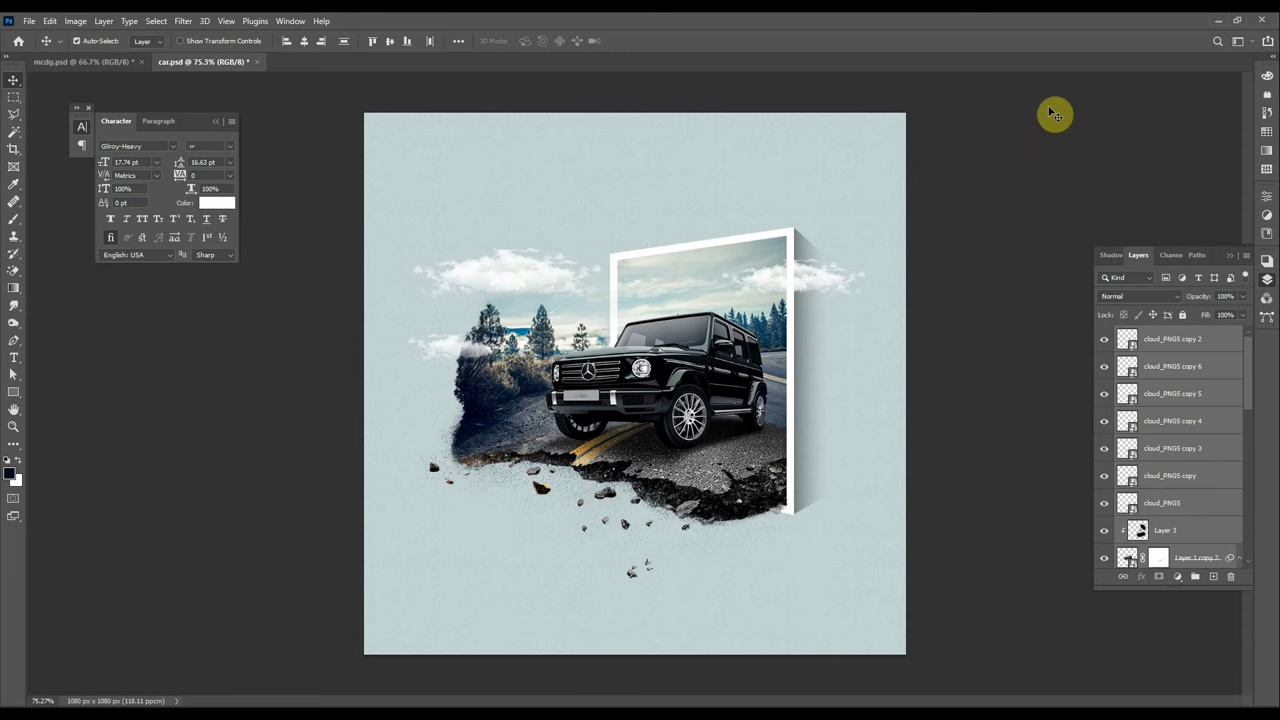 Ps File Edit Image Layer Type Select Filter 3D View Plugins Window Help
Auto-Select: Layer Show Transform Controls 3D Mode:
mcdg.psd @ 66.7% (RGB/8) * × car.psd @ 75.3% (RGB/8) * ×
Character Paragraph
Gilroy-Heavy
17.74 pt 16.63 pt
Metrics 0
100% 100%
0 pt Color:
English: USA Sharp
Shadov Layers Channe Paths
Kind
Normal Opacity: 100%
Lock: Fill: 100%
cloud_PNG5 copy 2
cloud_PNG5 copy 6
cloud_PNG5 copy 5
cloud_PNG5 copy 4
cloud_PNG5 copy 3
cloud_PNG5 copy
cloud_PNG5
Layer 3
Layer 1 copy 2
75.27% 1080 px x 1080 px (118.11 ppcm)